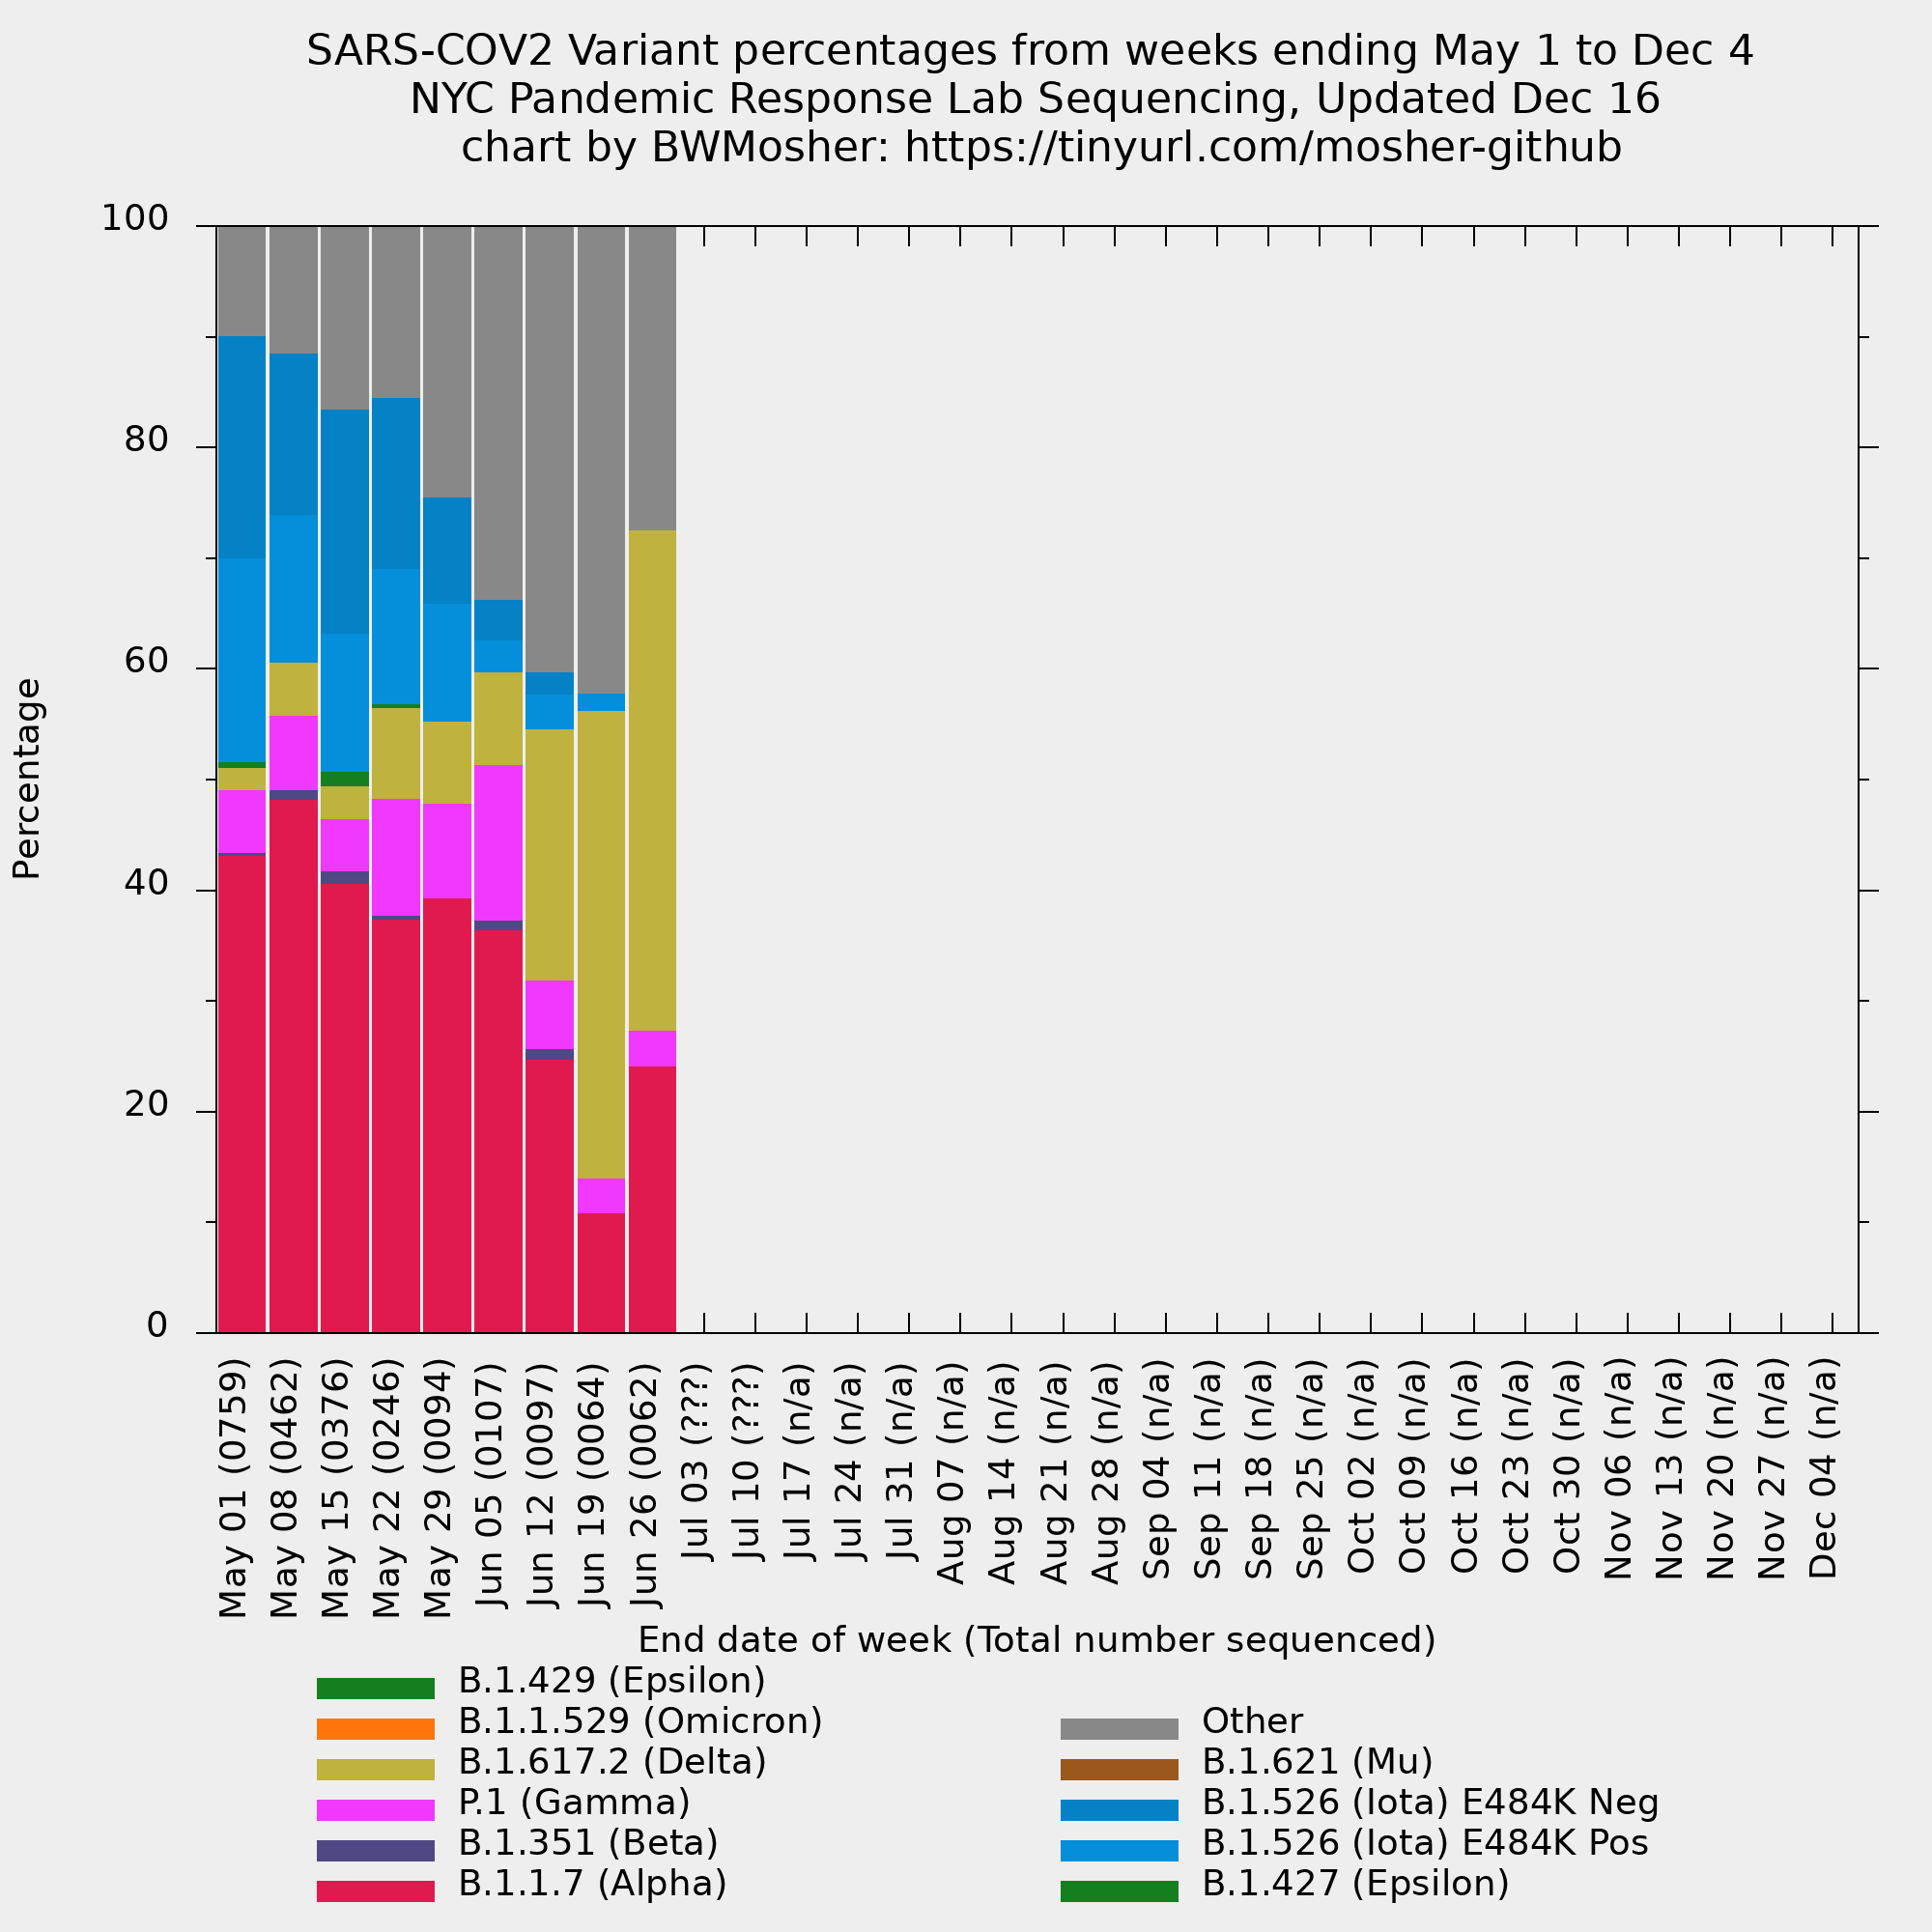 SARS-COV2 Variant percentages from weeks ending May 1 to Dec 4
NYC Pandemic Response Lab Sequencing, Updated Dec 16
chart by BWMosher: https://tinyurl.com/mosher-github
Percentage
100
80
60
40
20
0
May 01 (0759)
May 08 (0462)
May 15 (0376)
May 22 (0246)
May 29 (0094)
Jun 05 (0107)
Jun 12 (0097)
Jun 19 (0064)
Jun 26 (0062)
Jul 03 (???)
Jul 10 (???)
Jul 17 (n/a)
Jul 24 (n/a)
Jul 31 (n/a)
Aug 07 (n/a)
Aug 14 (n/a)
Aug 21 (n/a)
Aug 28 (n/a)
Sep 04 (n/a)
Sep 11 (n/a)
Sep 18 (n/a)
Sep 25 (n/a)
Oct 02 (n/a)
Oct 09 (n/a)
Oct 16 (n/a)
Oct 23 (n/a)
Oct 30 (n/a)
Nov 06 (n/a)
Nov 13 (n/a)
Nov 20 (n/a)
Nov 27 (n/a)
Dec 04 (n/a)
End date of week (Total number sequenced)
B.1.429 (Epsilon)
B.1.1.529 (Omicron)
B.1.617.2 (Delta)
P.1 (Gamma)
B.1.351 (Beta)
B.1.1.7 (Alpha)
Other
B.1.621 (Mu)
B.1.526 (Iota) E484K Neg
B.1.526 (Iota) E484K Pos
B.1.427 (Epsilon)